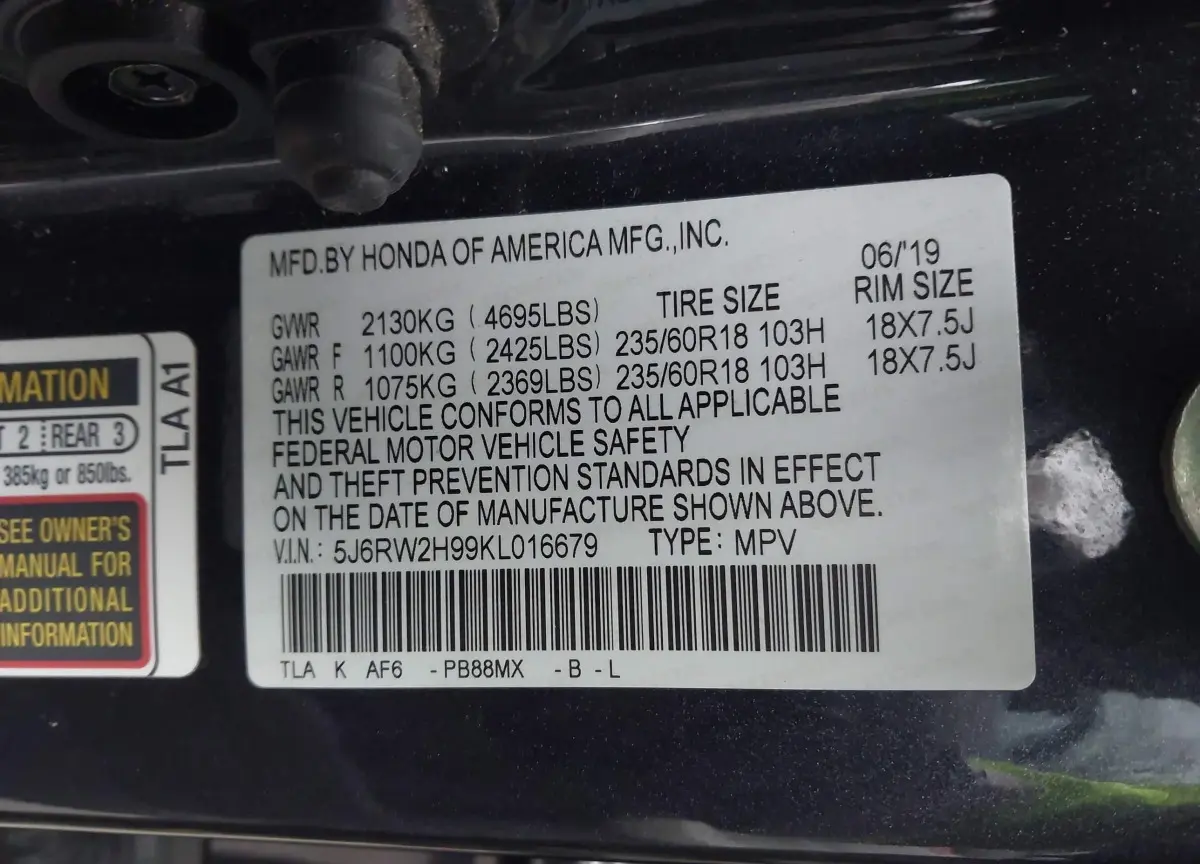 MFD.BY HONDA OF AMERICA MFG.,INC.
06/'19
TIRE SIZE RIM SIZE
GVWR 2130KG ( 4695LBS)
GAWR F 1100KG ( 2425LBS) 235/60R18 103H 18X7.5J
GAWR R 1075KG ( 2369LBS) 235/60R18 103H 18X7.5J
THIS VEHICLE CONFORMS TO ALL APPLICABLE
FEDERAL MOTOR VEHICLE SAFETY
AND THEFT PREVENTION STANDARDS IN EFFECT
ON THE DATE OF MANUFACTURE SHOWN ABOVE.
V.I.N.: 5J6RW2H99KL016679 TYPE: MPV
TLA K AF6 -PB88MX -B -L
MATION
T 2 REAR 3
385kg or 850lbs.
SEE OWNER'S
MANUAL FOR
ADDITIONAL
INFORMATION
TLA A1